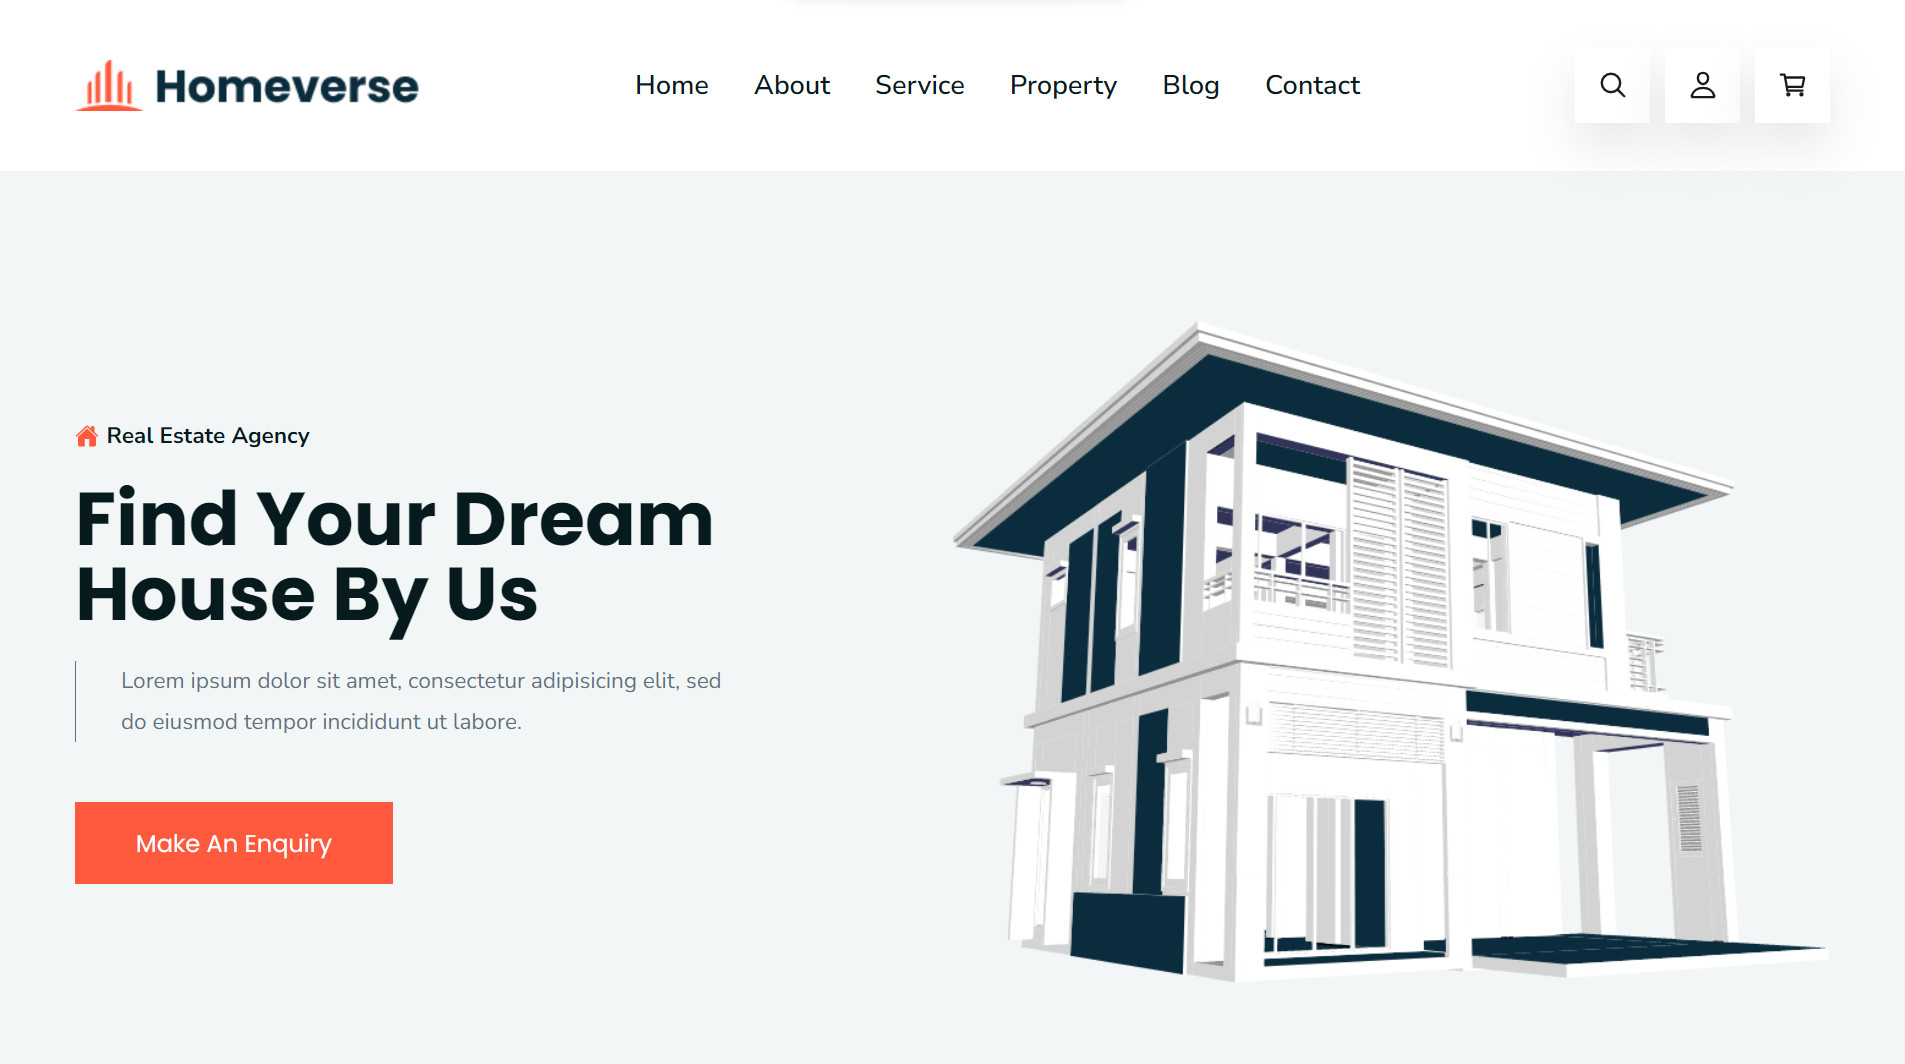 Homeverse
Home About Service Property Blog Contact
Real Estate Agency
Find Your Dream
House By Us
Lorem ipsum dolor sit amet, consectetur adipisicing elit, sed
do eiusmod tempor incididunt ut labore.
Make An Enquiry